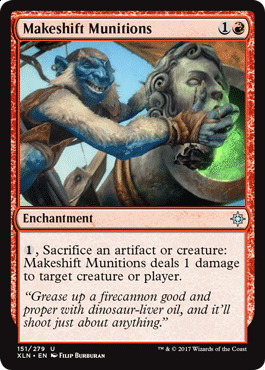 Makeshift Munitions 1
Enchantment
1, Sacrifice an artifact or creature:
Makeshift Munitions deals 1 damage
to target creature or player.
"Grease up a firecannon good and
proper with dinosaur-liver oil, and it'll
shoot just about anything."
151/279 U
XLN • EN FILIP BURBURAN
™ & © 2017 Wizards of the Coast